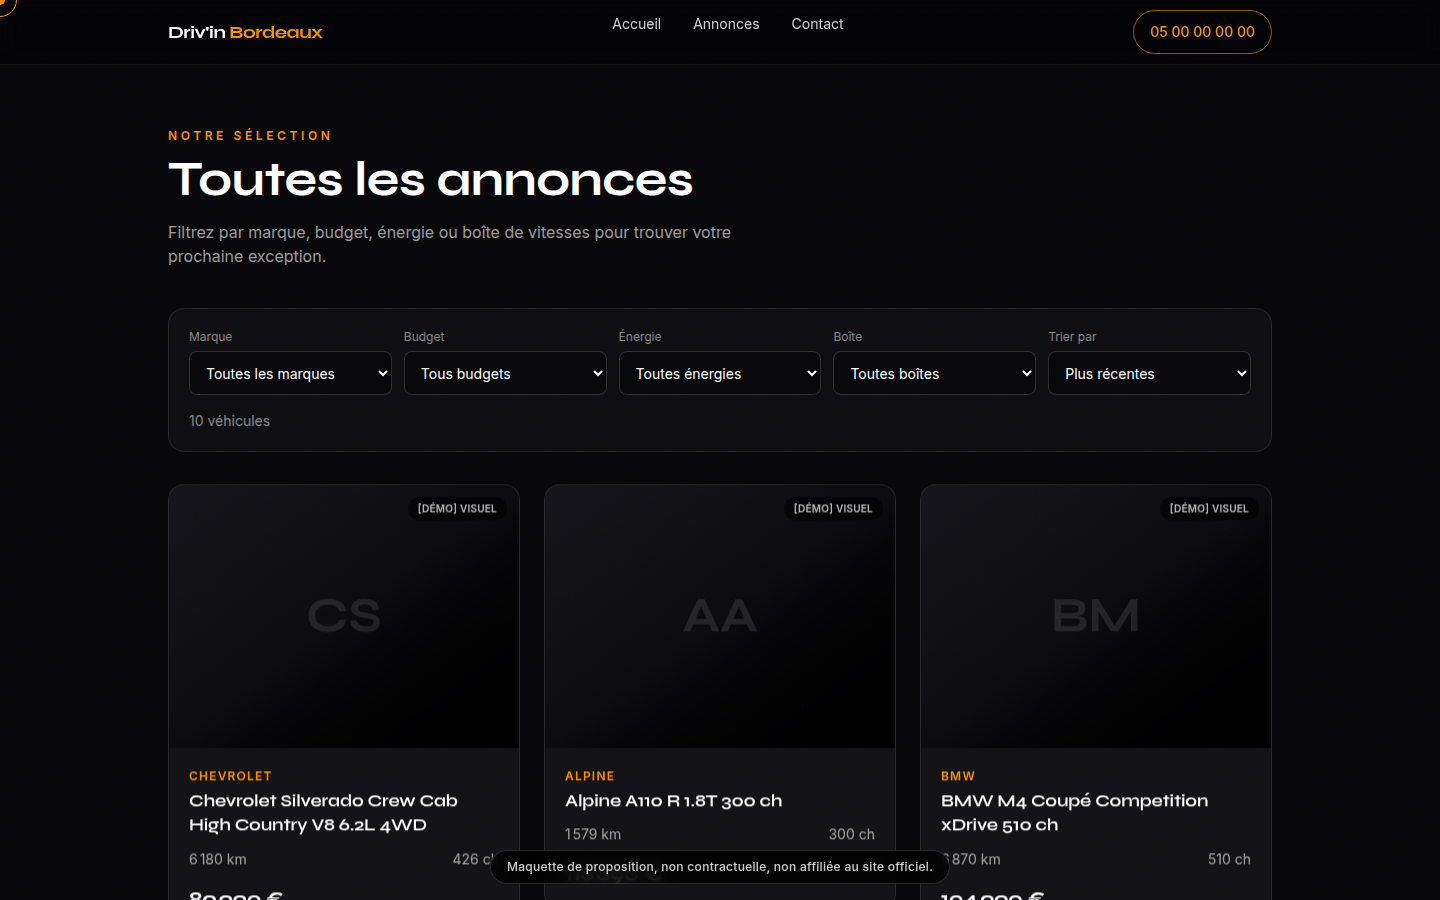 Driv'in Bordeaux
Accueil
Annonces
Contact
05 00 00 00 00
NOTRE SÉLECTION
Toutes les annonces
Filtrez par marque, budget, énergie ou boîte de vitesses pour trouver votre
prochaine exception.
Marque
Budget
Énergie
Boîte
Trier par
Toutes les marques
Tous budgets
Toutes énergies
Toutes boîtes
Plus récentes
10 véhicules
[DÉMO] VISUEL
CS
CHEVROLET
Chevrolet Silverado Crew Cab
High Country V8 6.2L 4WD
6 180 km
426
[DÉMO] VISUEL
AA
ALPINE
Alpine A110 R 1.8T 300 ch
1 579 km
300 ch
[DÉMO] VISUEL
BM
BMW
BMW M4 Coupé Competition
xDrive 510 ch
870 km
510 ch
Maquette de proposition, non contractuelle, non affiliée au site officiel.